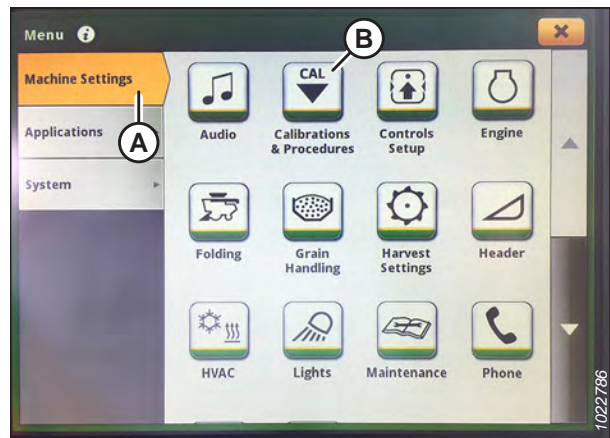 Menu i
B
Machine Settings
A
Applications
System
CAL
Audio
Calibrations
& Procedures
Controls
Setup
Engine
Folding
Grain
Handling
Harvest
Settings
Header
HVAC
Lights
Maintenance
Phone
1022786